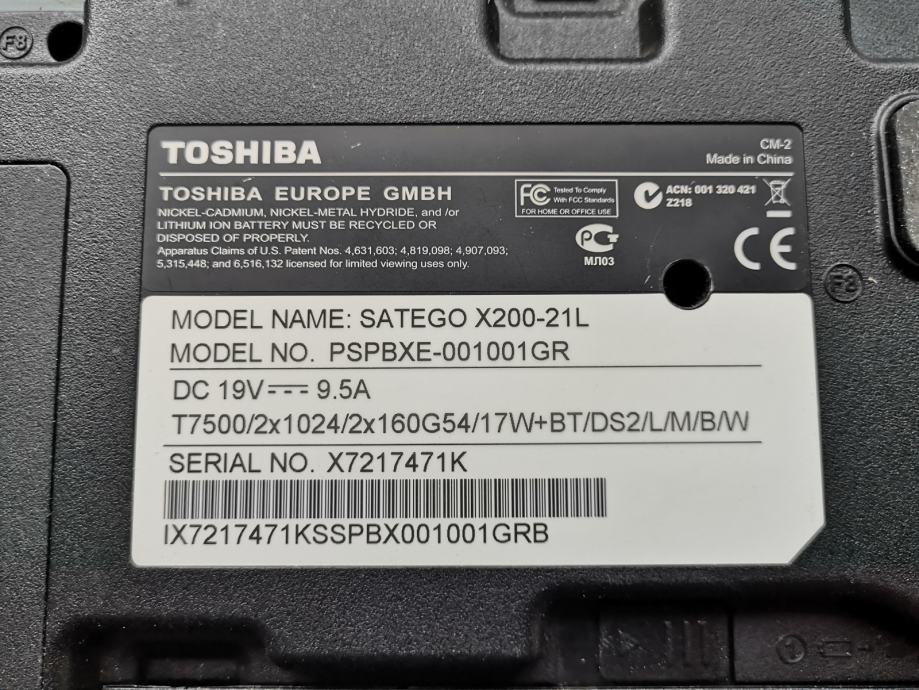 F8
TOSHIBA
CM-2
Made in China
TOSHIBA EUROPE GMBH
NICKEL-CADMIUM, NICKEL-METAL HYDRIDE, and /or
LITHIUM ION BATTERY MUST BE RECYCLED OR
DISPOSED OF PROPERLY.
Apparatus Claims of U.S. Patent Nos. 4,631,603; 4,819,098; 4,907,093;
5,315,448; and 6,516,132 licensed for limited viewing uses only.
FC Tested To Comply
With FCC Standards
FOR HOME OR OFFICE USE
ACN: 001 320 421
Z218
МЛ03
CE
F2
MODEL NAME: SATEGO X200-21L
MODEL NO. PSPBXE-001001GR
DC 19V 9.5A
T7500/2x1024/2x160G54/17W+BT/DS2/L/M/B/W
SERIAL NO. X7217471K
IX7217471KSSPBX001001GRB
1